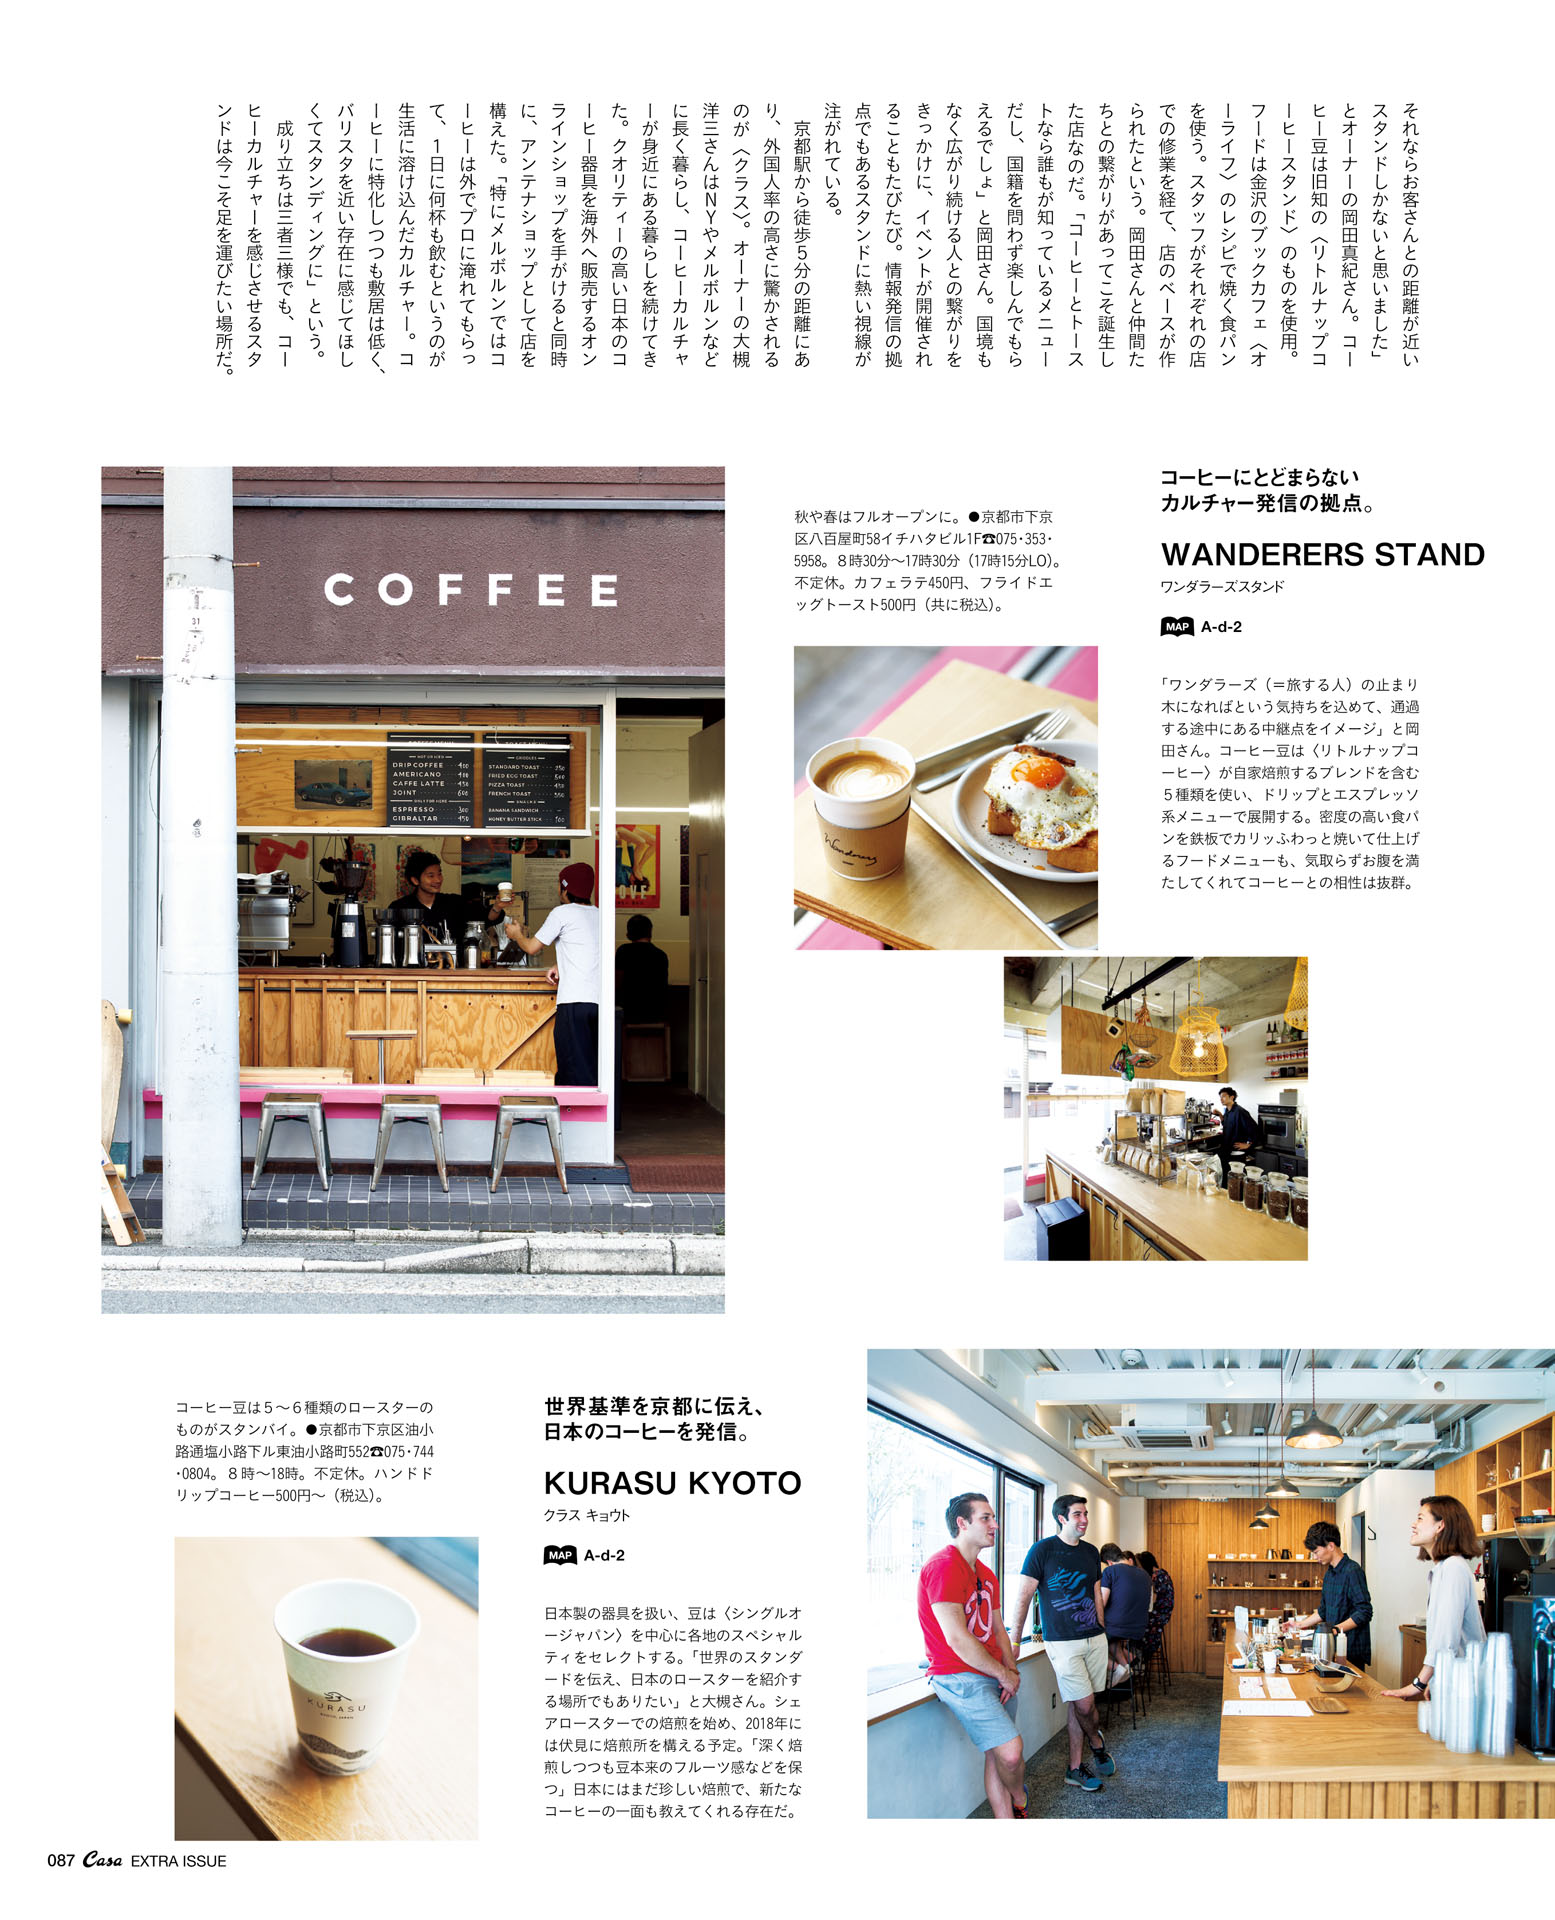 それならお客さんとの距離が近い
スタンドしかないと思いました」
とオーナーの岡田真紀さん。コー
ヒー豆は旧知の〈リトルナップコ
ーヒースタンド〉のものを使用。
フードは金沢のブックカフェ〈オ
ーライフ〉のレシピで焼く食パン
を使う。スタッフがそれぞれの店
での修業を経て、店のベースが作
られたという。岡田さんと仲間た
ちとの繋がりがあってこそ誕生し
た店なのだ。「コーヒーとトース
トなら誰もが知っているメニュー
だし、国籍を問わず楽しんでもら
えるでしょ」と岡田さん。国境も
なく広がり続ける人との繋がりを
きっかけに、イベントが開催され
ることもたびたび。情報発信の拠
点でもあるスタンドに熱い視線が
注がれている。
京都駅から徒歩5分の距離にあ
り、外国人率の高さに驚かされる
のが〈クラス〉。オーナーの大槻
洋三さんはNYやメルボルンなど
に長く暮らし、コーヒーカルチャ
ーが身近にある暮らしを続けてき
た。クオリティーの高い日本のコ
ーヒー器具を海外へ販売するオン
ラインショップを手がけると同時
に、アンテナショップとして店を
構えた。「特にメルボルンではコ
ーヒーは外でプロに淹れてもらっ
て、1日に何杯も飲むというのが
生活に溶け込んだカルチャー。コ
ーヒーに特化しつつも敷居は低く、
バリスタを近い存在に感じてほし
くてスタンディングに」という。
成り立ちは三者三様でも、コー
ヒーカルチャーを感じさせるスタ
ンドは今こそ足を運びたい場所だ。
コーヒーにとどまらない
カルチャー発信の拠点。
WANDERERS STAND
ワンダラーズスタンド
MAP A-d-2
「ワンダラーズ（＝旅する人）の止まり
木になればという気持ちを込めて、通過
する途中にある中継点をイメージ」と岡
田さん。コーヒー豆は〈リトルナップコ
ーヒー〉が自家焙煎するブレンドを含む
5種類を使い、ドリップとエスプレッソ
系メニューで展開する。密度の高い食パ
ンを鉄板でカリッふわっと焼いて仕上げ
るフードメニューも、気取らずお腹を満
たしてくれてコーヒーとの相性は抜群。
秋や春はフルオープンに。●京都市下京
区八百屋町58イチハタビル1F☎075・353・
5958。8時30分〜17時30分（17時15分LO）。
不定休。カフェラテ450円、フライドエ
ッグトースト500円（共に税込）。
COFFEE
31
HOT OR ICED
DRIP COFFEE 400
AMERICANO 400
CAFFE LATTE 450
JOINT 600
ESPRESSO 300
GIBRALTAR 450
STANDARD TOAST 250
FRIED EGG TOAST 500
PIZZA TOAST 450
FRENCH TOAST 550
SNACKS
BANANA SANDWICH
HONEY BUTTER STICK 100
Wanderers
世界基準を京都に伝え、
日本のコーヒーを発信。
KURASU KYOTO
クラス キョウト
MAP A-d-2
日本製の器具を扱い、豆は〈シングルオ
ージャパン〉を中心に各地のスペシャル
ティをセレクトする。「世界のスタンダ
ードを伝え、日本のロースターを紹介す
る場所でもありたい」と大槻さん。シェ
アロースターでの焙煎を始め、2018年に
は伏見に焙煎所を構える予定。「深く焙
煎しつつも豆本来のフルーツ感などを保
つ」日本にはまだ珍しい焙煎で、新たな
コーヒーの一面も教えてくれる存在だ。
コーヒー豆は5〜6種類のロースターの
ものがスタンバイ。●京都市下京区油小
路通塩小路下ル東油小路町552☎075・744
・0804。8時〜18時。不定休。ハンドド
リップコーヒー500円〜（税込）。
KURASU
KYOTO, JAPAN
087 Casa EXTRA ISSUE